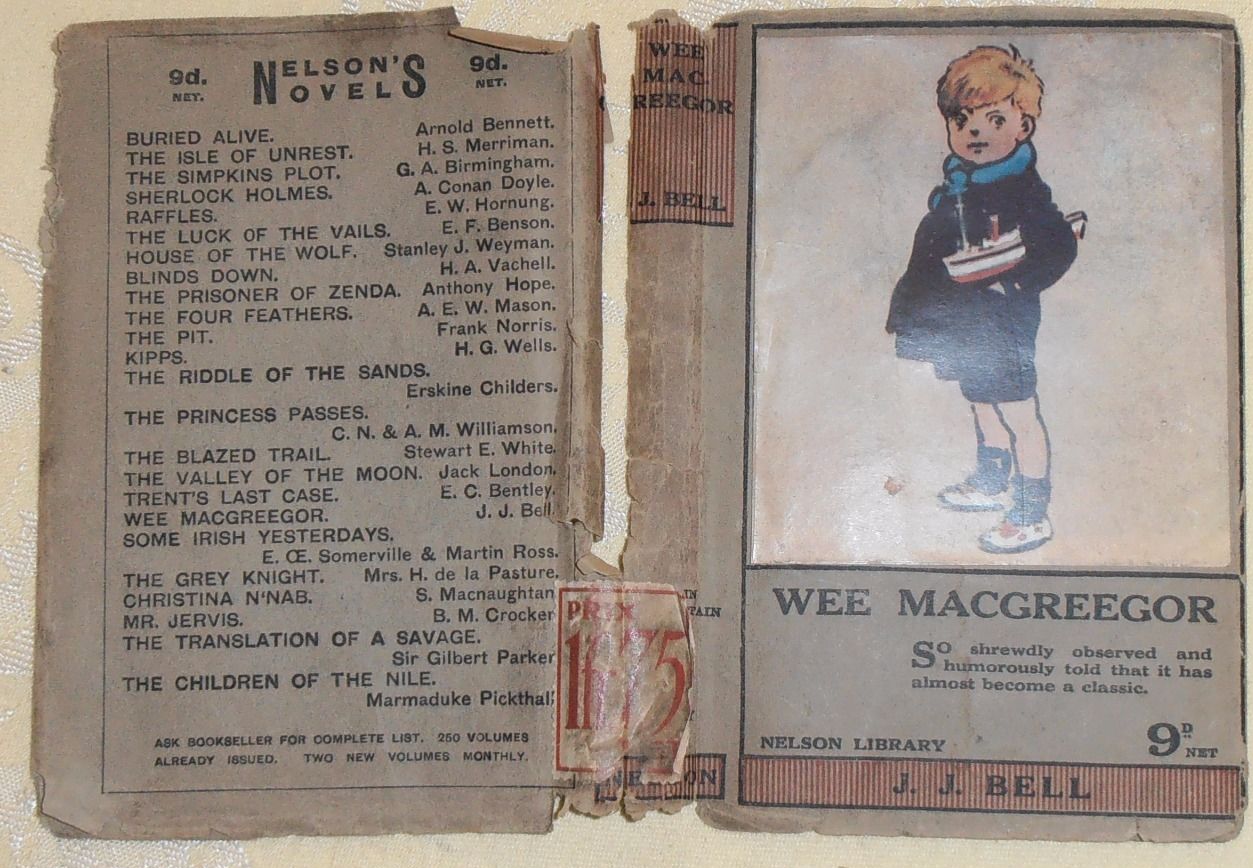 9d.
NET.
NELSON'S
NOVELS
9d.
NET.
BURIED ALIVE. Arnold Bennett.
THE ISLE OF UNREST. H. S. Merriman.
THE SIMPKINS PLOT. G. A. Birmingham.
SHERLOCK HOLMES. A. Conan Doyle.
RAFFLES. E. W. Hornung.
THE LUCK OF THE VAILS. E. F. Benson.
HOUSE OF THE WOLF. Stanley J. Weyman.
BLINDS DOWN. H. A. Vachell.
THE PRISONER OF ZENDA. Anthony Hope.
THE FOUR FEATHERS. A. E. W. Mason.
THE PIT. Frank Norris.
KIPPS. H. G. Wells.
THE RIDDLE OF THE SANDS.
Erskine Childers.
THE PRINCESS PASSES.
C. N. & A. M. Williamson.
THE BLAZED TRAIL. Stewart E. White.
THE VALLEY OF THE MOON. Jack London.
TRENT'S LAST CASE. E. C. Bentley.
WEE MACGREEGOR. J. J. Bell.
SOME IRISH YESTERDAYS.
E. Œ. Somerville & Martin Ross.
THE GREY KNIGHT. Mrs. H. de la Pasture.
CHRISTINA N'NAB. S. Macnaughtan
MR. JERVIS. B. M. Crocker
THE TRANSLATION OF A SAVAGE.
Sir Gilbert Parker
THE CHILDREN OF THE NILE.
Marmaduke Pickthall
ASK BOOKSELLER FOR COMPLETE LIST. 250 VOLUMES
ALREADY ISSUED. TWO NEW VOLUMES MONTHLY.
WEE
MAC-
REEGOR
J. BELL
PRIX
1fr75
WEE MACGREEGOR
So shrewdly observed and
humorously told that it has
almost become a classic.
NELSON LIBRARY
9D NET
J. J. BELL